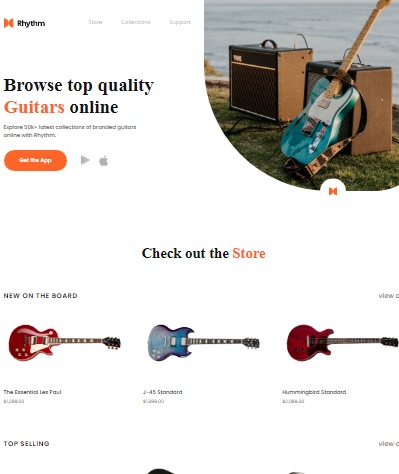 Rhythm
Store Collections Support
Browse top quality
Guitars online
Explore 50k+ latest collections of branded guitars
online with Rhythm.
Get the App
VOX
Check out the Store
NEW ON THE BOARD
view
The Essential Les Paul
J-45 Standard
Hummingbird Standard
$1,299.00
$1,999.00
$2,099.00
TOP SELLING
view